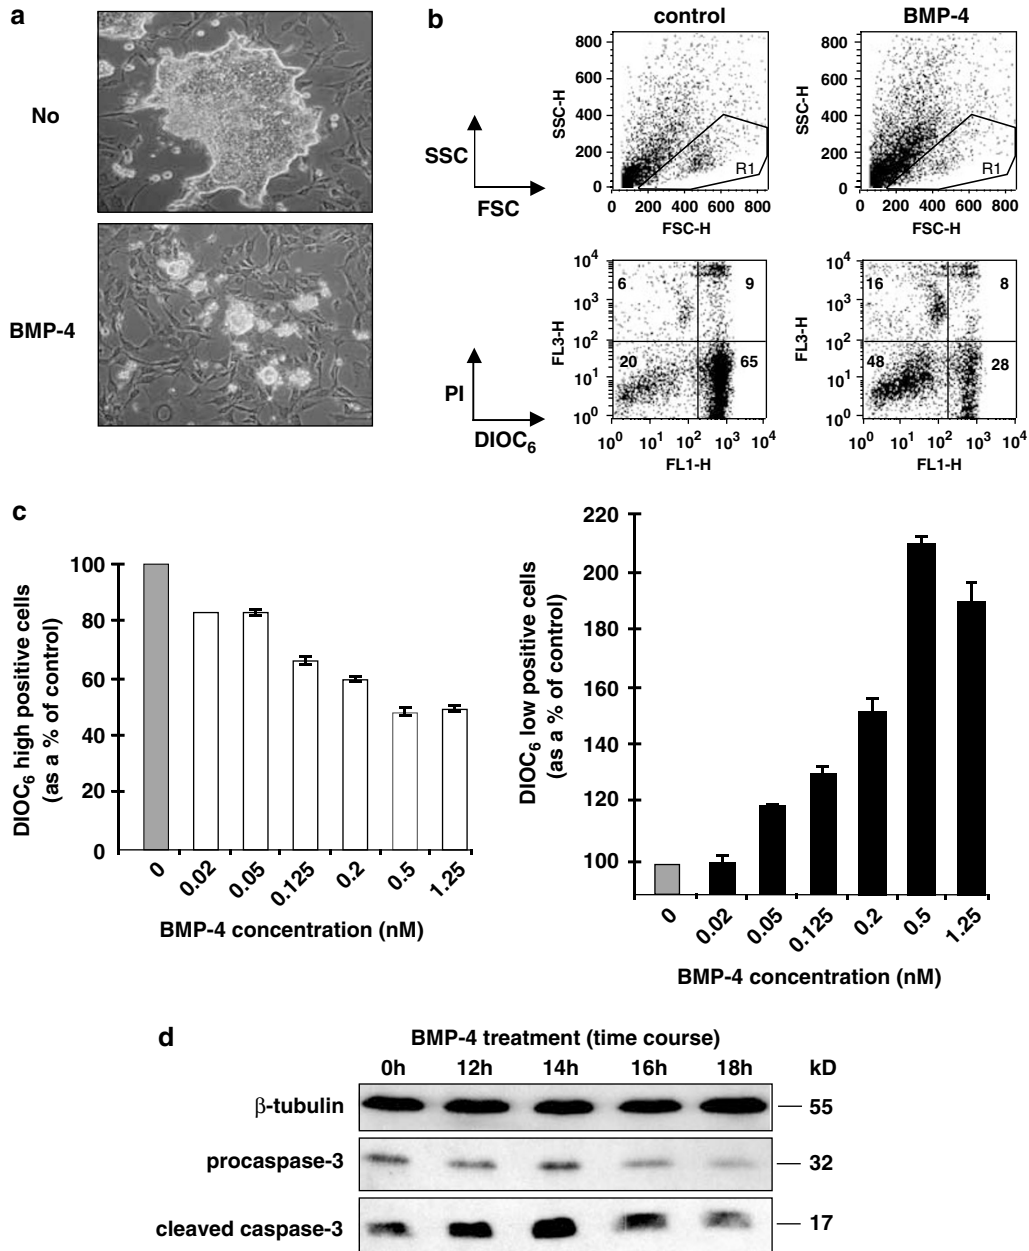 a
No
BMP-4
b
control
BMP-4
SSC
FSC
SSC-H
800
600
400
200
0
R1
0 200 400 600 800
FSC-H
SSC-H
800
600
400
200
0
R1
0 200 400 600 800
FSC-H
PI
DIOC6
FL3-H
10^4
10^3
10^2
10^1
10^0
6 9
20 65
10^0 10^1 10^2 10^3 10^4
FL1-H
FL3-H
10^4
10^3
10^2
10^1
10^0
16 8
48 28
10^0 10^1 10^2 10^3 10^4
FL1-H
c
DIOC6 high positive cells
(as a % of control)
100
80
60
40
20
0
0 0.02 0.05 0.125 0.2 0.5 1.25
BMP-4 concentration (nM)
DIOC6 low positive cells
(as a % of control)
220
200
180
160
140
120
100
0 0.02 0.05 0.125 0.2 0.5 1.25
BMP-4 concentration (nM)
d
BMP-4 treatment (time course)
0h 12h 14h 16h 18h kD
β-tubulin 55
procaspase-3 32
cleaved caspase-3 17